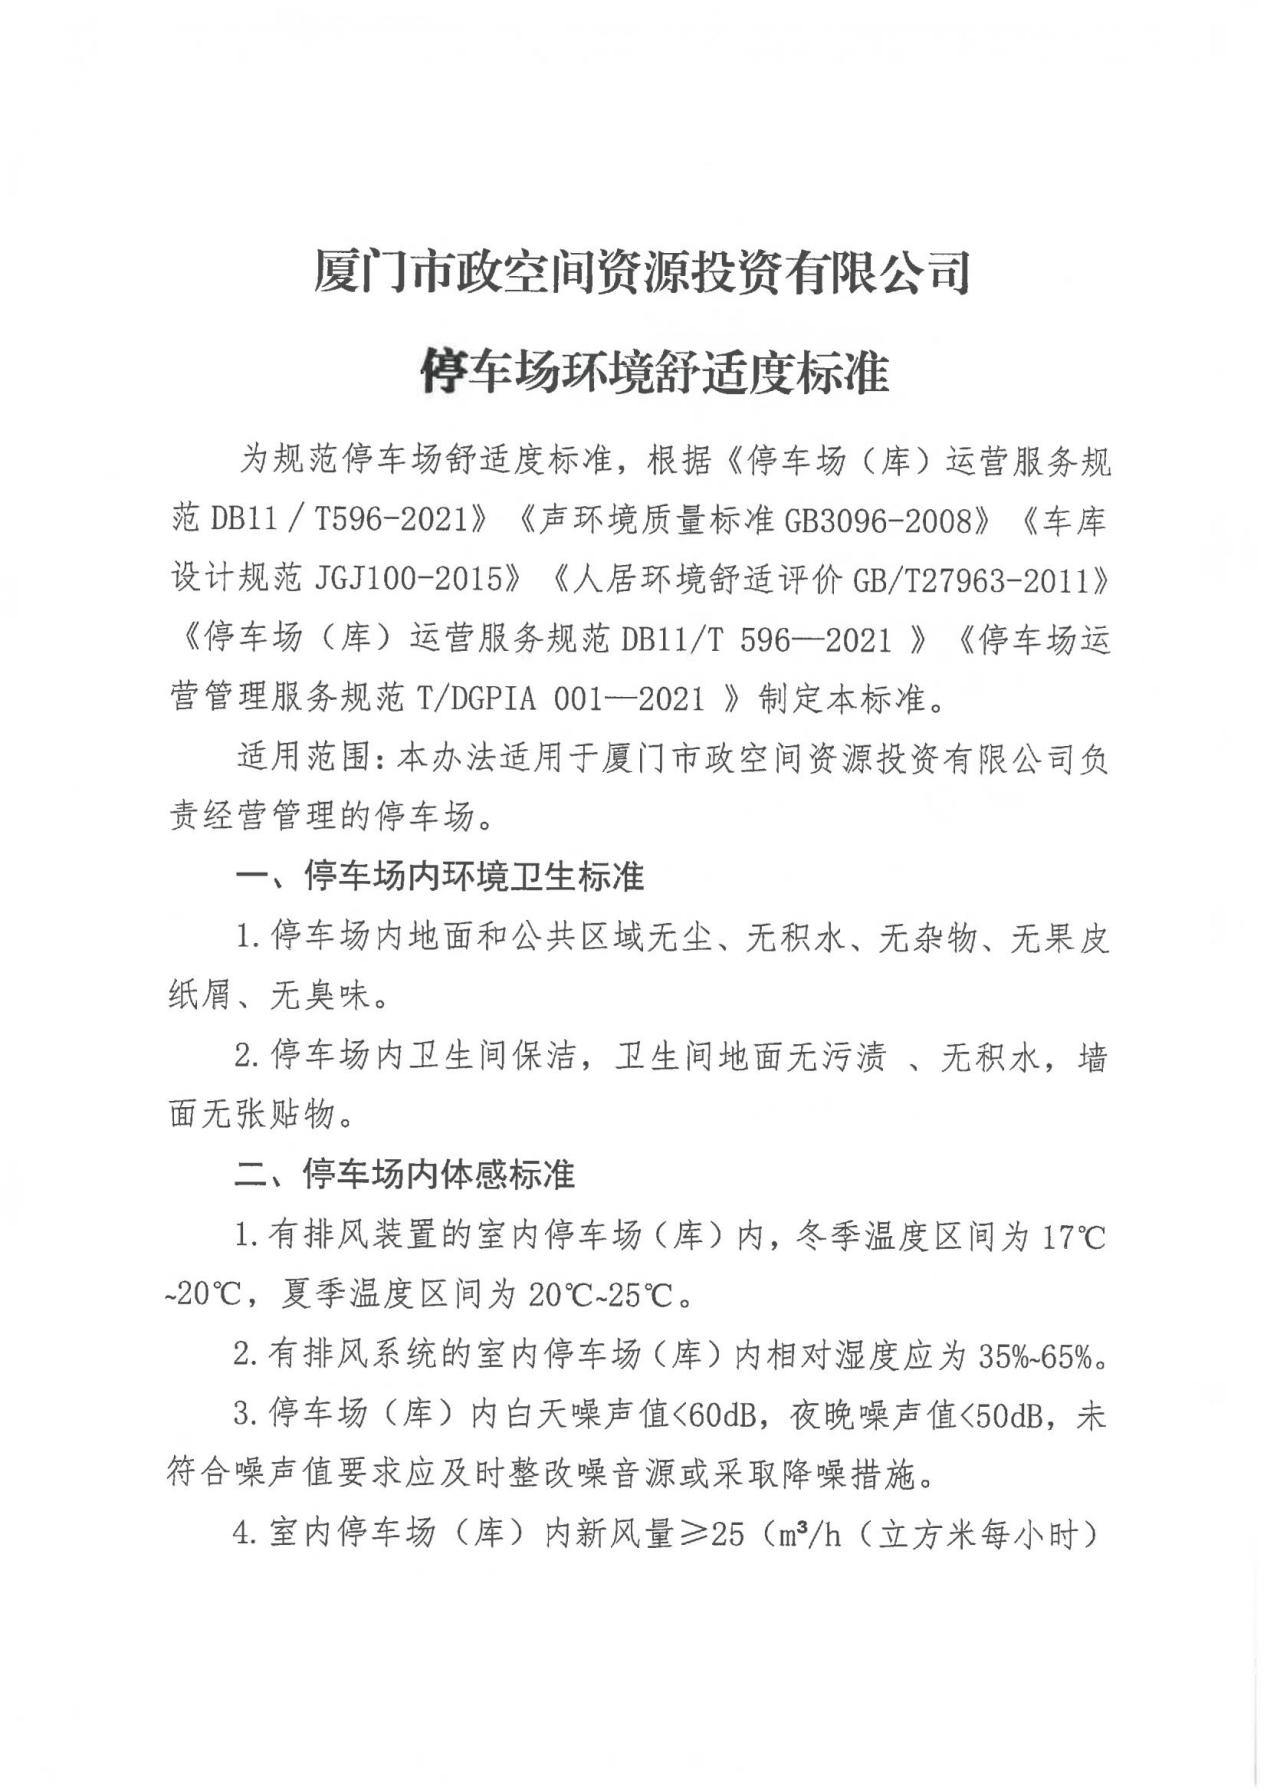 厦门市政空间资源投资有限公司
停车场环境舒适度标准
为规范停车场舒适度标准，根据《停车场（库）运营服务规
范 DB11／T596-2021》《声环境质量标准 GB3096-2008》《车库
设计规范 JGJ100-2015》《人居环境舒适评价 GB/T27963-2011》
《停车场（库）运营服务规范 DB11/T 596—2021 》《停车场运
营管理服务规范 T/DGPIA 001—2021 》制定本标准。
适用范围：本办法适用于厦门市政空间资源投资有限公司负
责经营管理的停车场。
一、停车场内环境卫生标准
1. 停车场内地面和公共区域无尘、无积水、无杂物、无果皮
纸屑、无臭味。
2. 停车场内卫生间保洁，卫生间地面无污渍 、无积水，墙
面无张贴物。
二、停车场内体感标准
1. 有排风装置的室内停车场（库）内，冬季温度区间为 17℃
~20℃，夏季温度区间为 20℃~25℃。
2. 有排风系统的室内停车场（库）内相对湿度应为 35%~65%。
3. 停车场（库）内白天噪声值<60dB，夜晚噪声值<50dB，未
符合噪声值要求应及时整改噪音源或采取降噪措施。
4. 室内停车场（库）内新风量≥25（m³/h（立方米每小时）